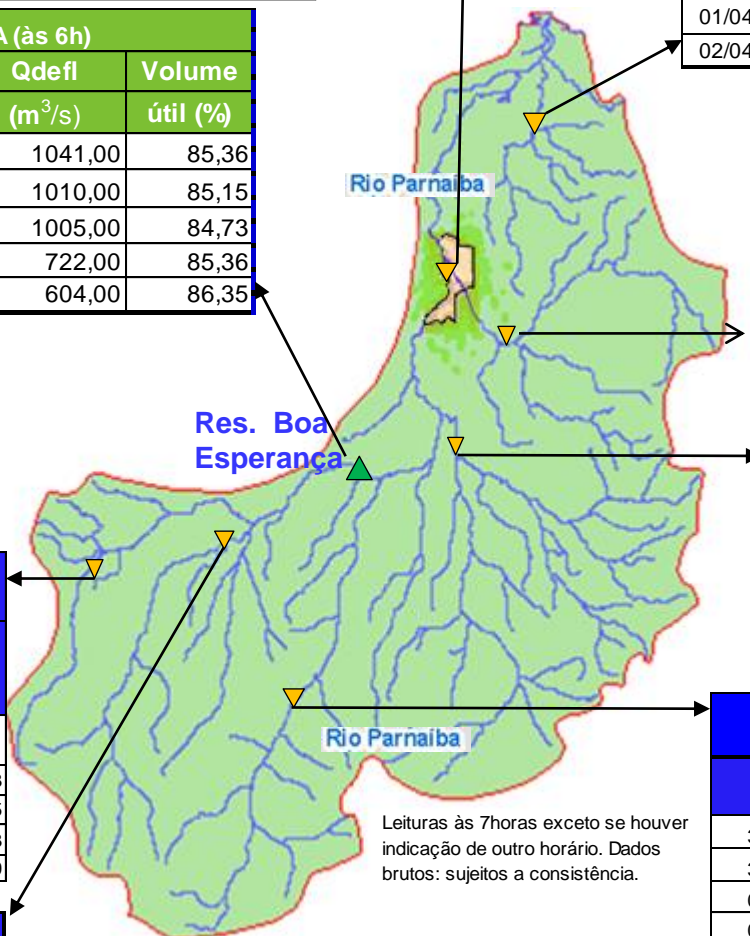 A (às 6h)
Qdefl Volume
(m³/s) útil (%)
1041,00 85,36
1010,00 85,15
1005,00 84,73
722,00 85,36
604,00 86,35
01/04
02/04
Rio Parnaíba
Res. Boa
Esperança
Rio Parnaíba
Leituras às 7horas exceto se houver
indicação de outro horário. Dados
brutos: sujeitos a consistência.